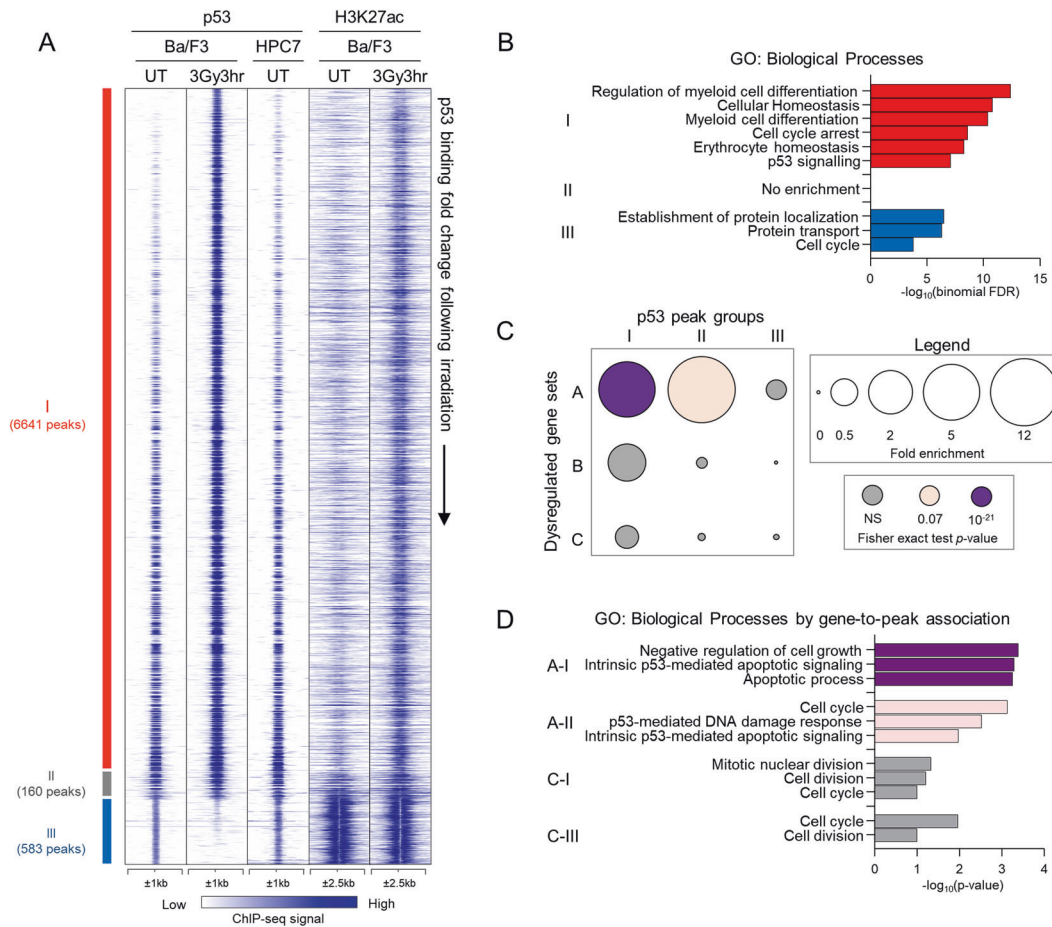 A
p53
H3K27ac
Ba/F3
HPC7
Ba/F3
UT
3Gy3hr
UT
UT
3Gy3hr
p53 binding fold change following irradiation
I
(6641 peaks)
II
(160 peaks)
III
(583 peaks)
±1kb
±1kb
±1kb
±2.5kb
±2.5kb
Low
High
ChIP-seq signal
B
GO: Biological Processes
I
Regulation of myeloid cell differentiation
Cellular Homeostasis
Myeloid cell differentiation
Cell cycle arrest
Erythrocyte homeostasis
p53 signalling
II
No enrichment
III
Establishment of protein localization
Protein transport
Cell cycle
0 5 10 15
-log10(binomial FDR)
C
p53 peak groups
I II III
Dysregulated gene sets
A
B
C
Legend
0 0.5 2 5 12
Fold enrichment
NS 0.07 10-21
Fisher exact test p-value
D
GO: Biological Processes by gene-to-peak association
A-I
Negative regulation of cell growth
Intrinsic p53-mediated apoptotic signaling
Apoptotic process
A-II
Cell cycle
p53-mediated DNA damage response
Intrinsic p53-mediated apoptotic signaling
C-I
Mitotic nuclear division
Cell division
Cell cycle
C-III
Cell cycle
Cell division
0 1 2 3 4
-log10(p-value)